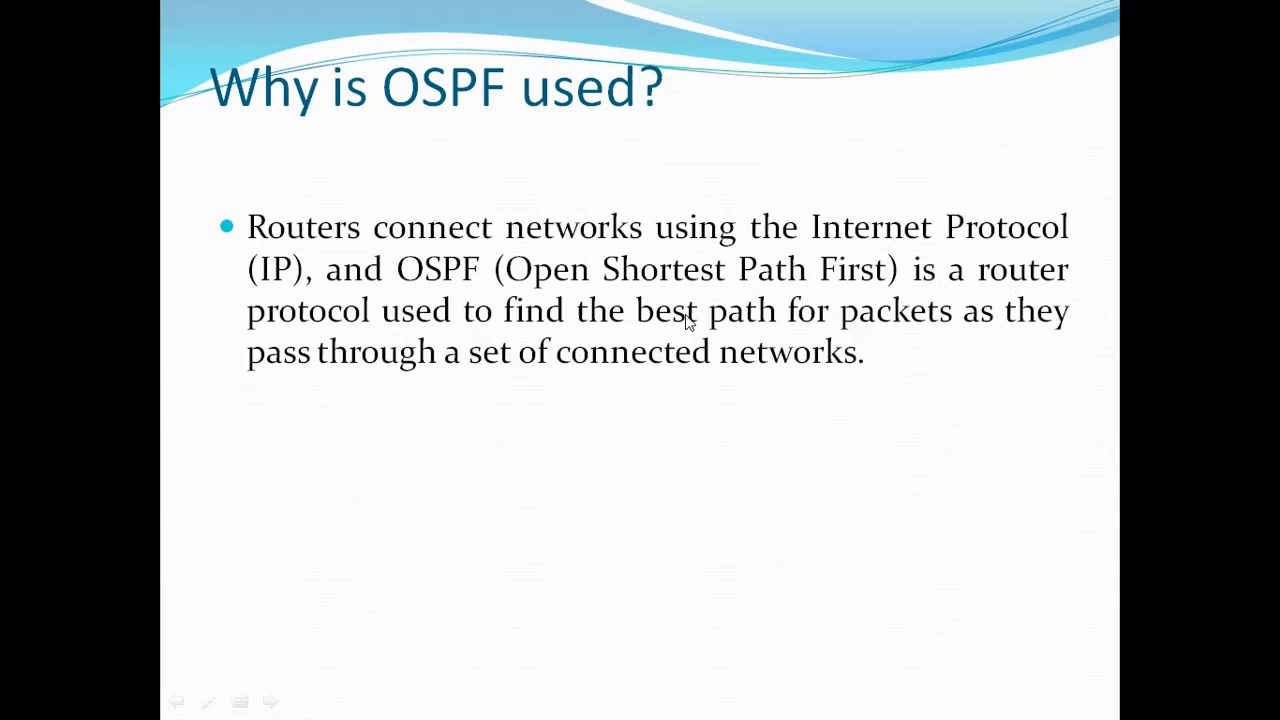 Why is OSPF used?
Routers connect networks using the Internet Protocol
(IP), and OSPF (Open Shortest Path First) is a router
protocol used to find the best path for packets as they
pass through a set of connected networks.